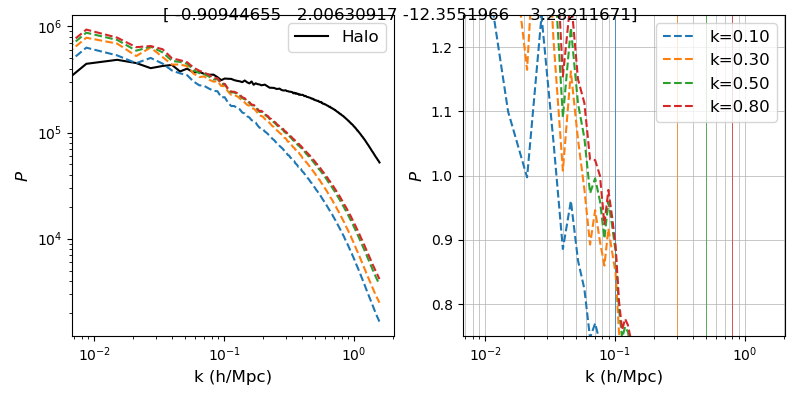 [ -0.90944655 2.00630917 -12.3551966 3.28211671]
10⁶
10⁵
10⁴
P
Halo
10⁻²
10⁻¹
10⁰
k (h/Mpc)
1.2
1.1
1.0
0.9
0.8
P
k=0.10
k=0.30
k=0.50
k=0.80
10⁻²
10⁻¹
10⁰
k (h/Mpc)